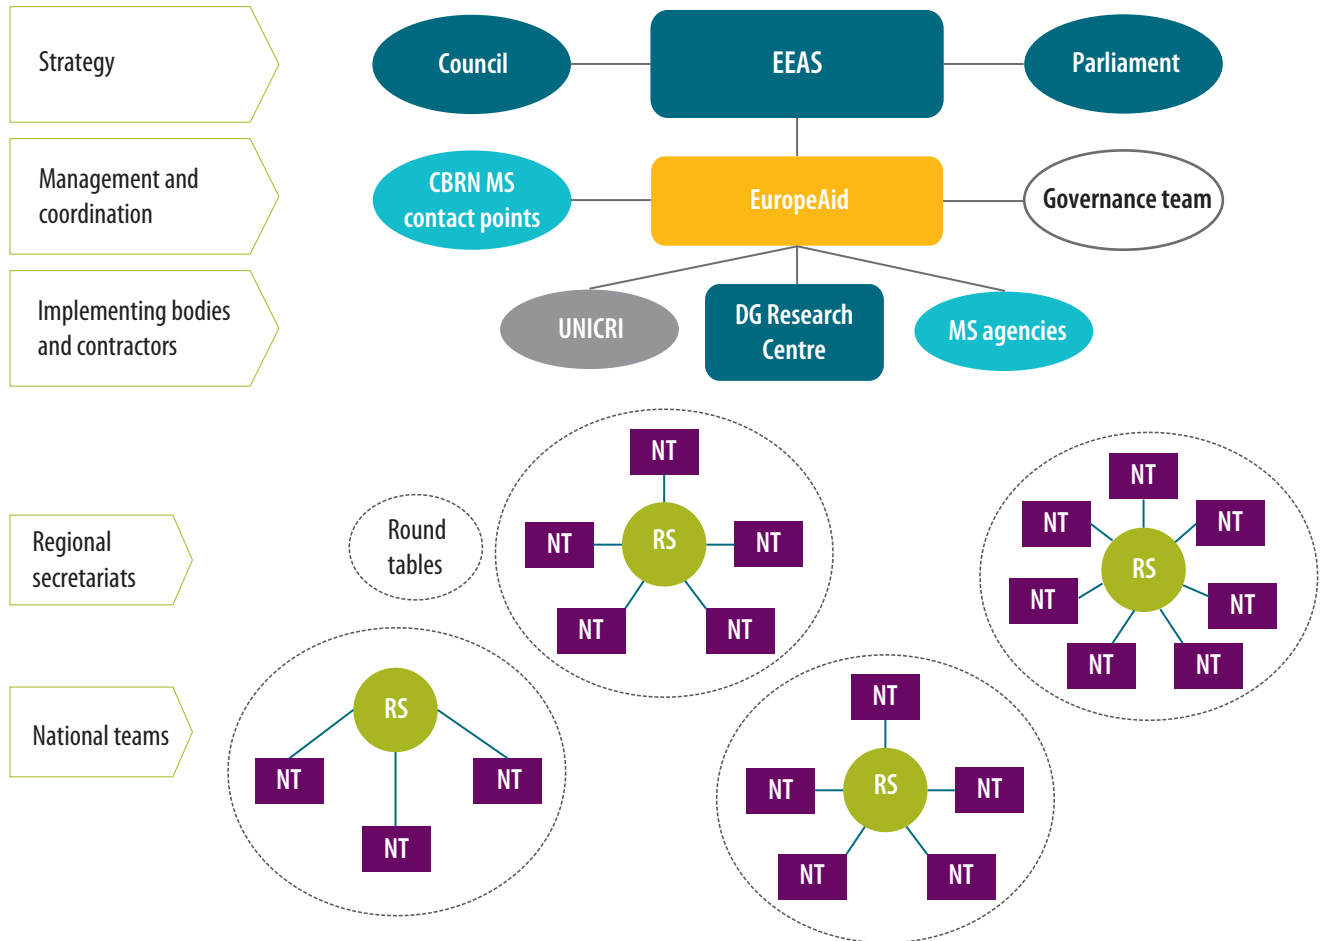 Strategy
Council
EEAS
Parliament
Management and
coordination
CBRN MS
contact points
EuropeAid
Governance team
Implementing bodies
and contractors
UNICRI
DG Research
Centre
MS agencies
Regional
secretariats
Round
tables
NT
NT
RS
NT
NT
NT
NT
NT
NT
RS
NT
NT
NT
NT
National teams
RS
NT
NT
NT
NT
NT
RS
NT
NT
NT